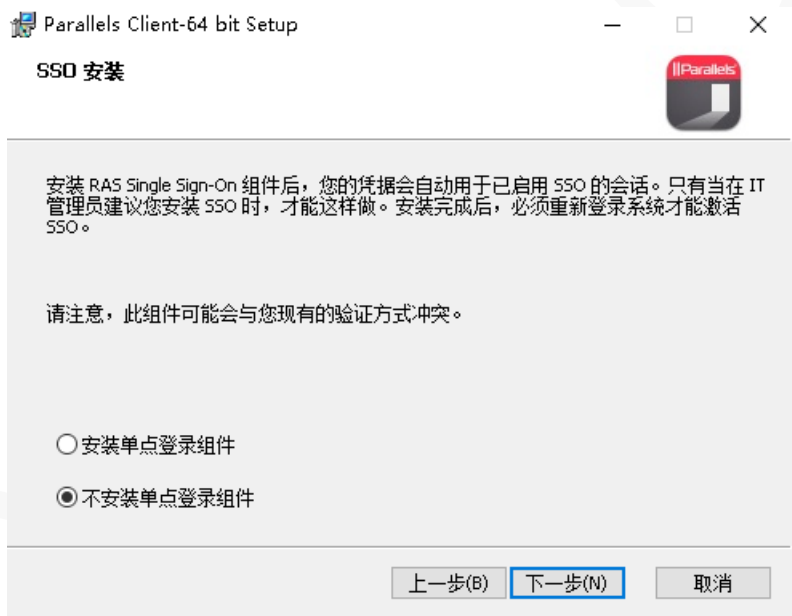 Parallels Client-64 bit Setup
SSO 安装
Parallels
安装 RAS Single Sign-On 组件后，您的凭据会自动用于已启用 SSO 的会话。只有当在 IT
管理员建议您安装 SSO 时，才能这样做。安装完成后，必须重新登录系统才能激活
SSO。
请注意，此组件可能会与您现有的验证方式冲突。
安装单点登录组件
不安装单点登录组件
上一步(B) 下一步(N) 取消